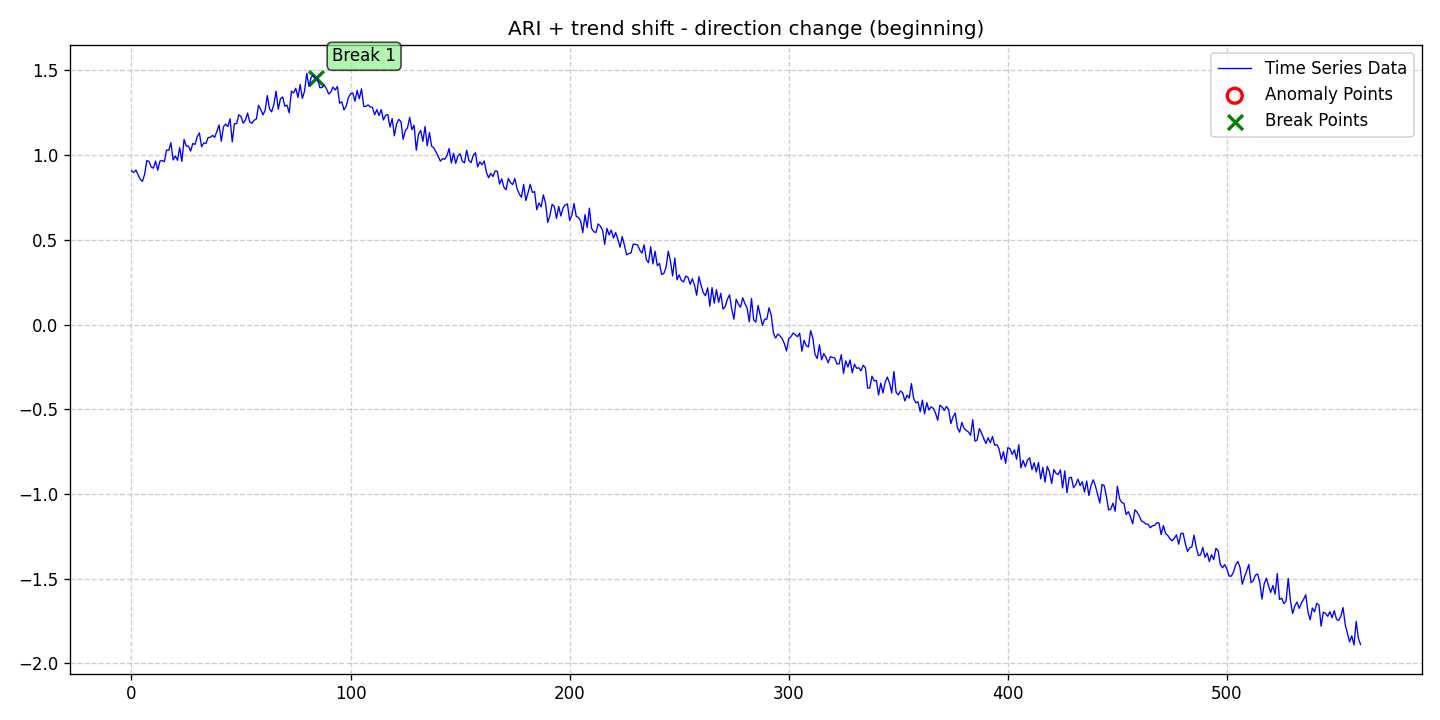 ARI + trend shift - direction change (beginning)
Break 1
Time Series Data
Anomaly Points
Break Points
1.5
1.0
0.5
0.0
−0.5
−1.0
−1.5
−2.0
0 100 200 300 400 500